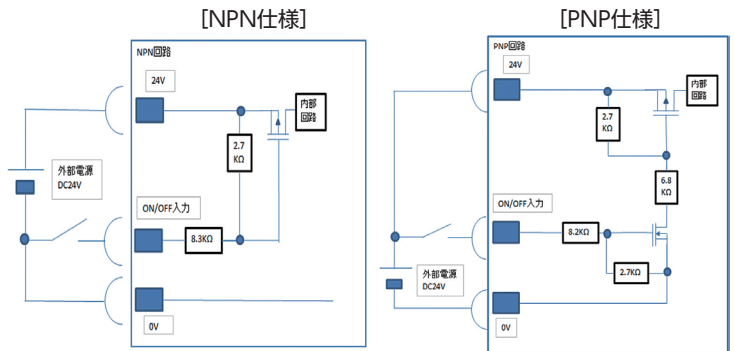 [NPN仕様]
NPN回路
24V
内部
回路
2.7
KΩ
外部電源
DC24V
ON/OFF入力
8.3KΩ
0V
[PNP仕様]
PNP回路
24V
内部
回路
2.7
KΩ
6.8
KΩ
ON/OFF入力
8.2KΩ
2.7KΩ
外部電源
DC24V
0V